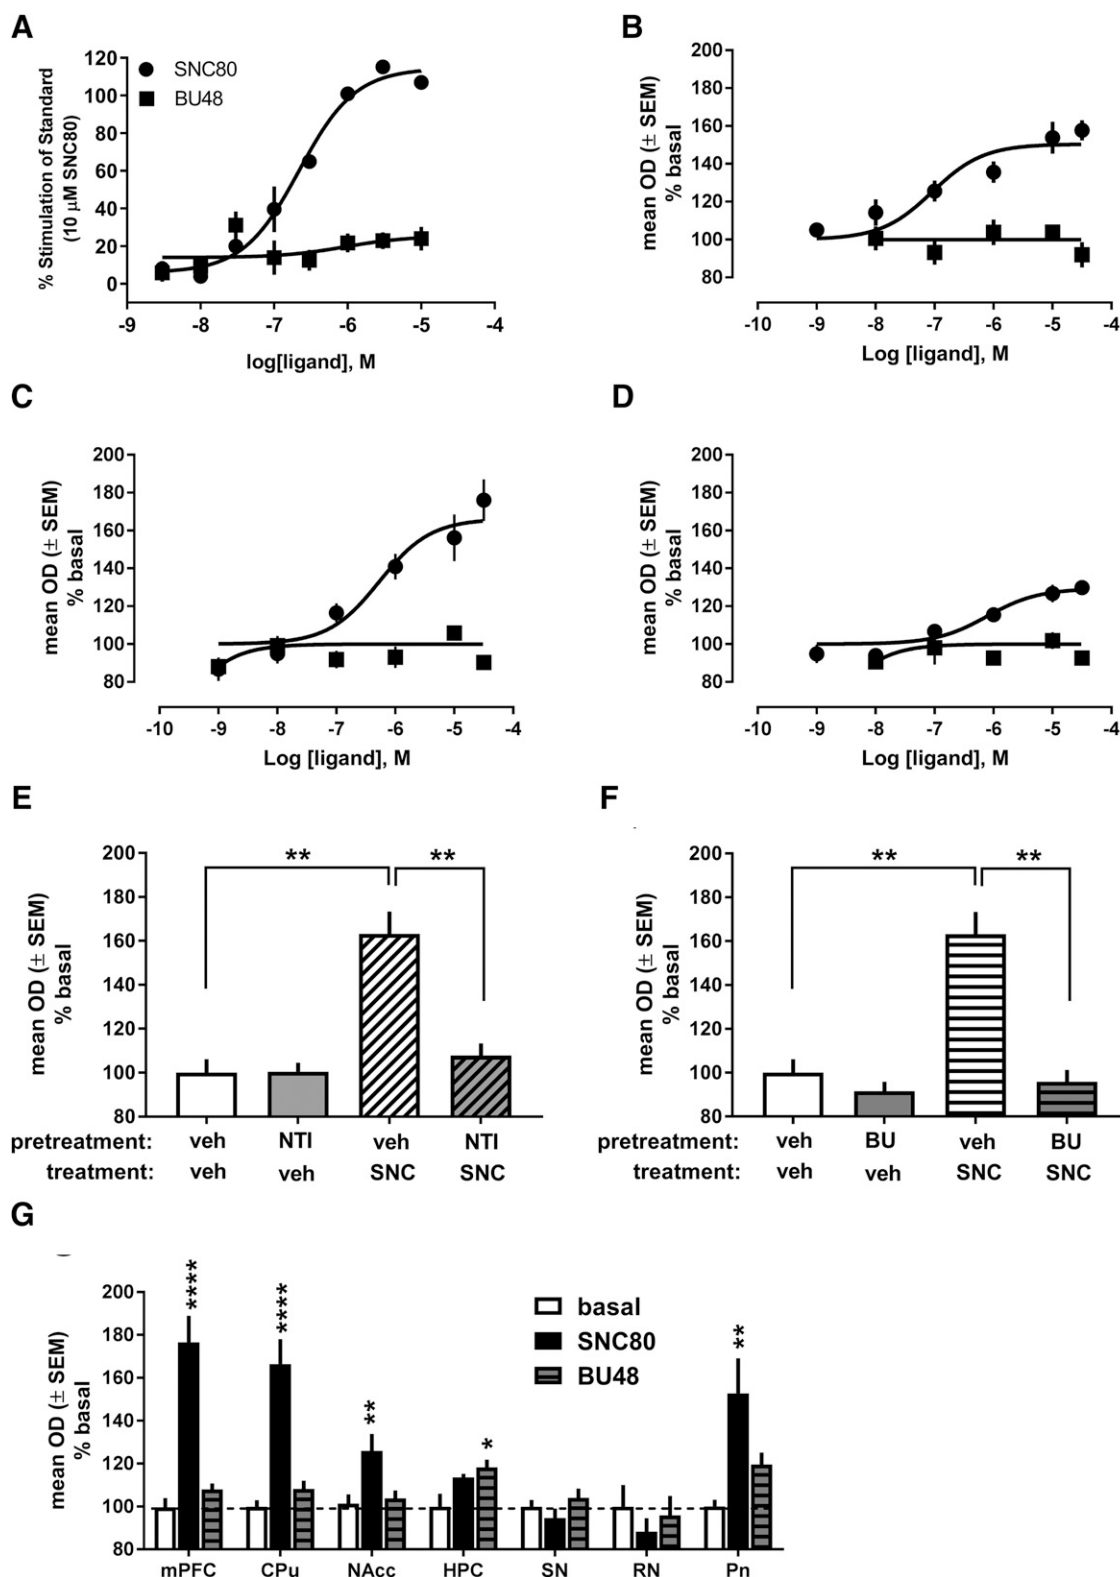 A
% Stimulation of Standard
(10 µM SNC80)
120
100
80
60
40
20
0
SNC80
BU48
-9
-8
-7
-6
-5
-4
log[ligand], M
B
mean OD (± SEM)
% basal
200
180
160
140
120
100
80
-10
-9
-8
-7
-6
-5
-4
Log [ligand], M
C
mean OD (± SEM)
% basal
200
180
160
140
120
100
80
-10
-9
-8
-7
-6
-5
-4
Log [ligand], M
D
mean OD (± SEM)
% basal
200
180
160
140
120
100
80
-10
-9
-8
-7
-6
-5
-4
Log [ligand], M
E
mean OD (± SEM)
% basal
200
180
160
140
120
100
80
**
**
pretreatment: veh NTI veh NTI
treatment: veh veh SNC SNC
F
mean OD (± SEM)
% basal
200
180
160
140
120
100
80
**
**
pretreatment: veh BU veh BU
treatment: veh veh SNC SNC
G
mean OD (± SEM)
% basal
200
180
160
140
120
100
80
****
****
**
*
**
basal
SNC80
BU48
mPFC CPu NAcc HPC SN RN Pn